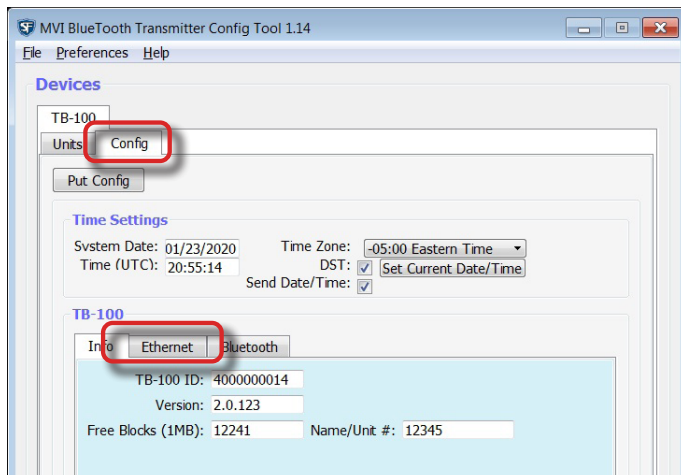 MVI BlueTooth Transmitter Config Tool 1.14
File Preferences Help
Devices
TB-100
Units Config
Put Config
Time Settings
System Date: 01/23/2020 Time Zone: -05:00 Eastern Time
Time (UTC): 20:55:14 DST: Set Current Date/Time
Send Date/Time:
TB-100
Info Ethernet Bluetooth
TB-100 ID: 4000000014
Version: 2.0.123
Free Blocks (1MB): 12241 Name/Unit #: 12345